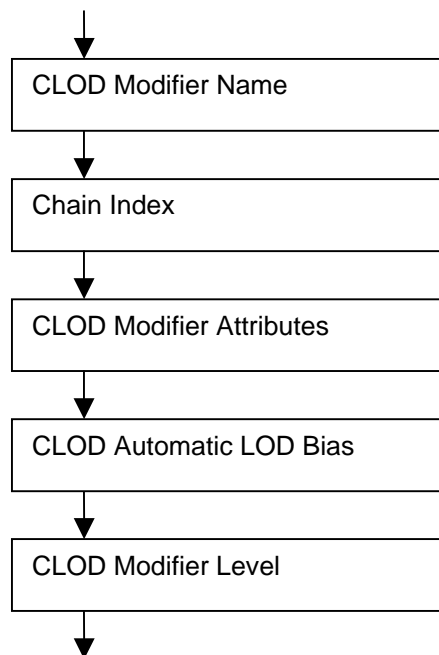 CLOD Modifier Name
Chain Index
CLOD Modifier Attributes
CLOD Automatic LOD Bias
CLOD Modifier Level